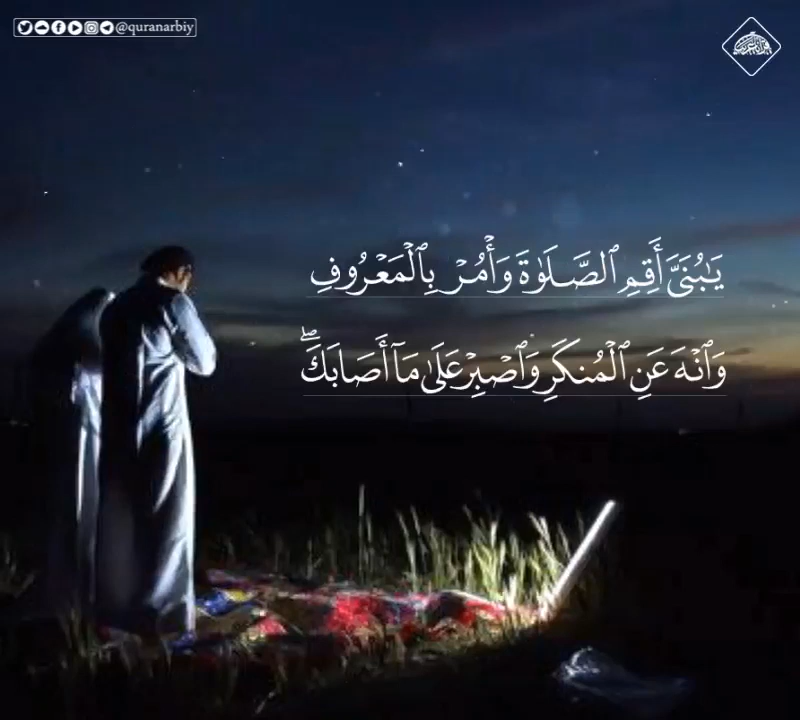 @quranarbiy
يَـٰبُنَىَّ أَقِمِ ٱلصَّلَوٰةَ وَأۡمُرۡ بِٱلۡمَعۡرُوفِ
وَٱنۡهَ عَنِ ٱلۡمُنكَرِ وَٱصۡبِرۡ عَلَىٰ مَآ أَصَابَكَۖ